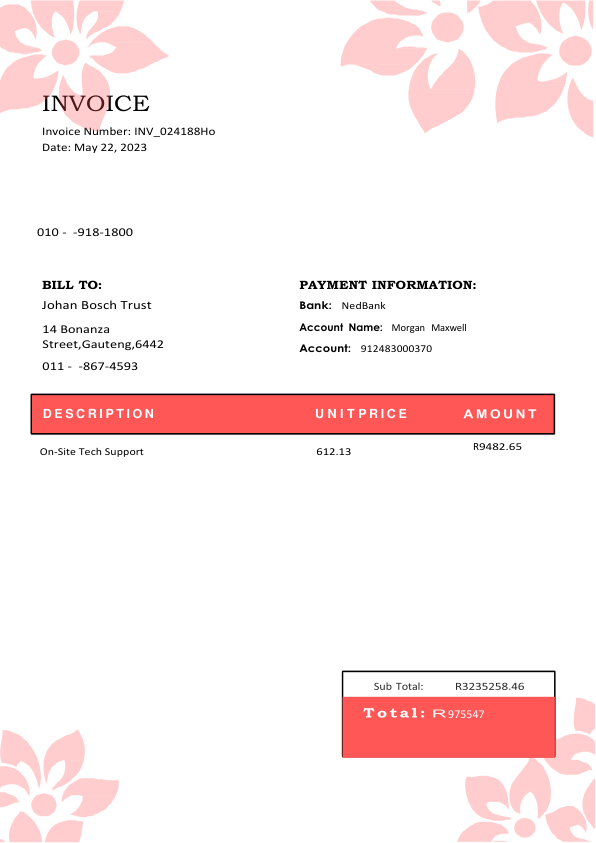 INVOICE
Invoice Number: INV_024188Ho
Date: May 22, 2023
010 - -918-1800
BILL TO:
Johan Bosch Trust
14 Bonanza
Street,Gauteng,6442
011 - -867-4593
PAYMENT INFORMATION:
Bank: NedBank
Account Name: Morgan Maxwell
Account: 912483000370
DESCRIPTION UNITPRICE AMOUNT
On-Site Tech Support 612.13 R9482.65
Sub Total: R3235258.46
Total: R975547